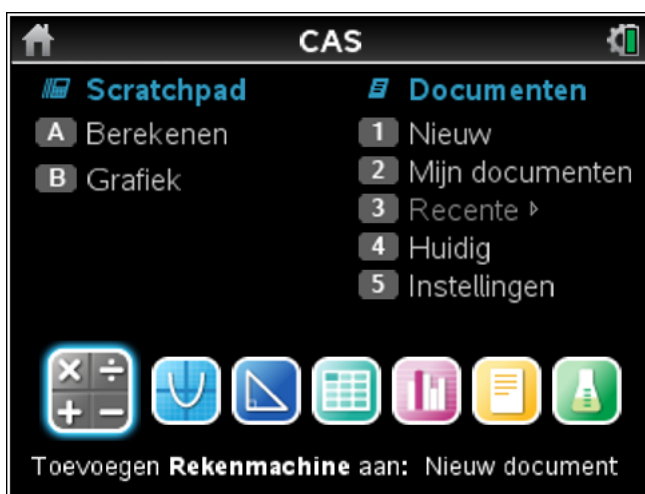 CAS
Scratchpad
A Berekenen
B Grafiek
Documenten
1 Nieuw
2 Mijn documenten
3 Recente ▹
4 Huidig
5 Instellingen
Toevoegen Rekenmachine aan: Nieuw document